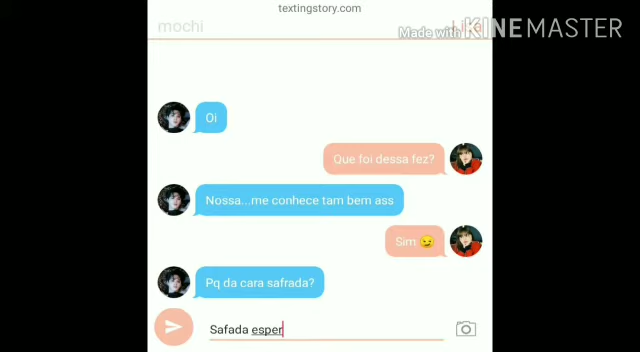 textingstory.com
mochi
Made with KINEMASTER
Oi
Que foi dessa fez?
Nossa...me conhece tam bem ass
Sim 😏
Pq da cara safrada?
Safada esper